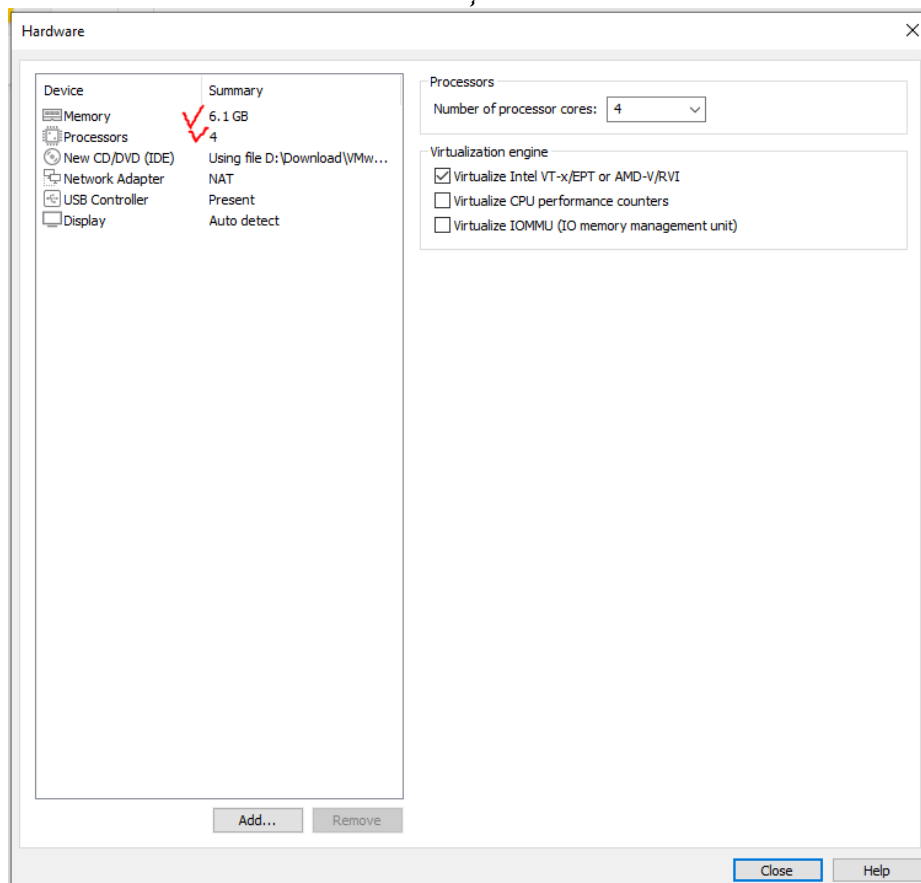 Hardware
Device Summary
Memory 6.1 GB
Processors 4
New CD/DVD (IDE) Using file D:\Download\VMw...
Network Adapter NAT
USB Controller Present
Display Auto detect
Add... Remove
Processors
Number of processor cores: 4
Virtualization engine
Virtualize Intel VT-x/EPT or AMD-V/RVI
Virtualize CPU performance counters
Virtualize IOMMU (IO memory management unit)
Close Help